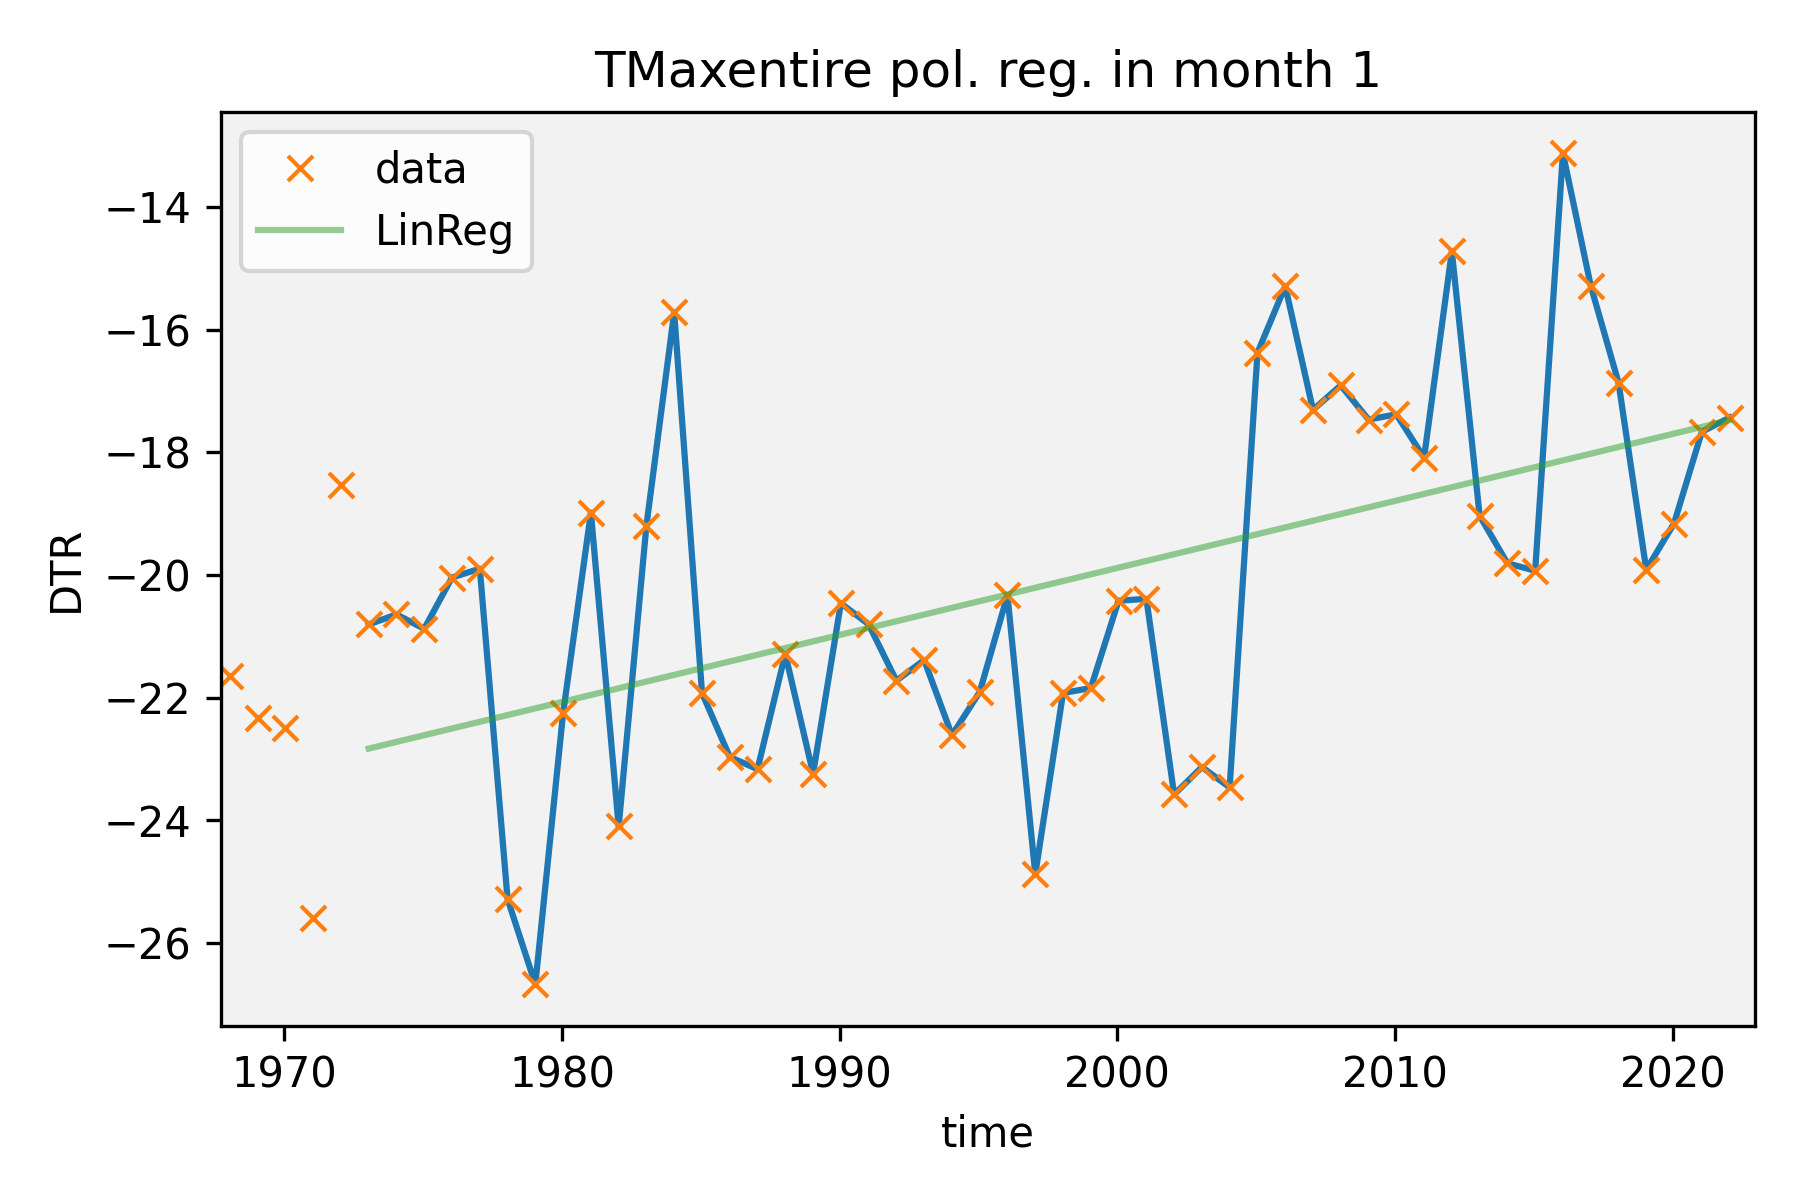 TMaxentire pol. reg. in month 1
data
LinReg
−14
−16
−18
−20
−22
−24
−26
DTR
1970 1980 1990 2000 2010 2020
time